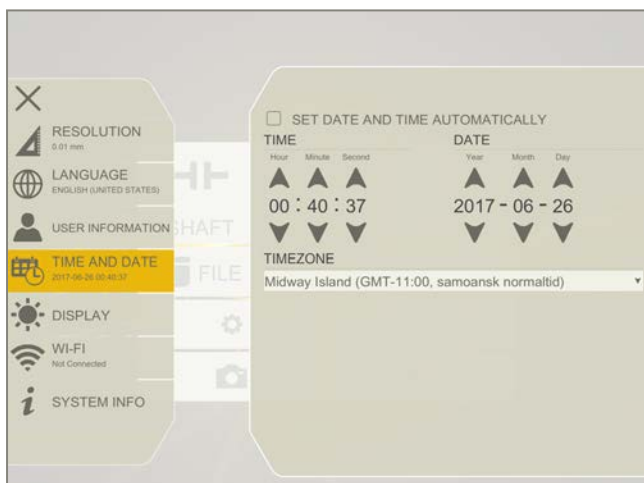 RESOLUTION
0.01 mm
LANGUAGE
ENGLISH (UNITED STATES)
USER INFORMATION
TIME AND DATE
2017-06-26 00:40:37
DISPLAY
WI-FI
Not Connected
SYSTEM INFO
SHAFT
FILE
SET DATE AND TIME AUTOMATICALLY
TIME DATE
Hour Minute Second Year Month Day
00 : 40 : 37 2017 - 06 - 26
TIMEZONE
Midway Island (GMT-11:00, samoansk normaltid)